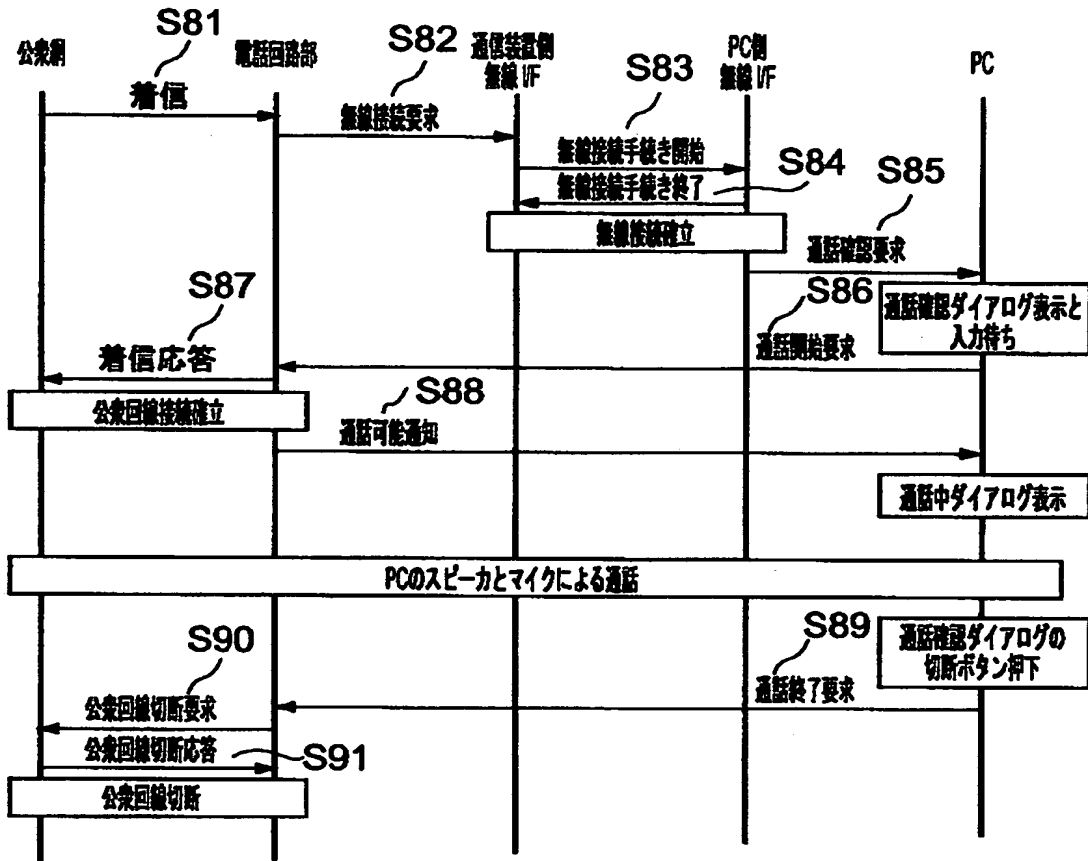 公衆網
S81
電話回路部
S82
通信装置側
無線 I/F
S83
PC側
無線 I/F
PC
着信
無線接続要求
無線接続手続き開始
無線接続手続き終了
S84
S85
無線接続確立
通話確認要求
S87
S86
通話確認ダイアログ表示と
入力待ち
着信応答
通話開始要求
公衆回線接続確立
S88
通話可能通知
通話中ダイアログ表示
PCのスピーカとマイクによる通話
S90
S89
通話確認ダイアログの
切断ボタン押下
公衆回線切断要求
通話終了要求
公衆回線切断応答
S91
公衆回線切断